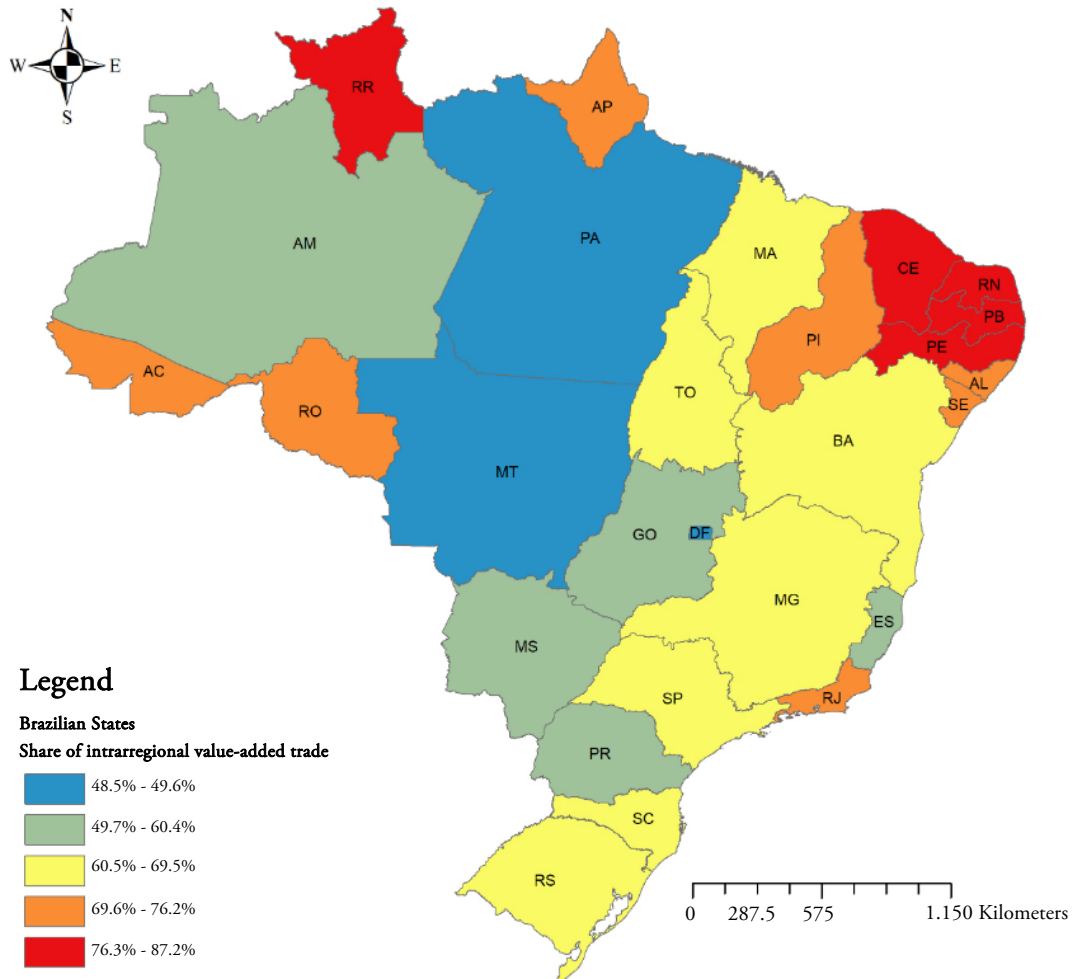 N
W E
S
RR
AP
AM
PA
MA
CE
RN
PB
PE
PI
AC
AL
SE
RO
TO
BA
MT
GO
DF
MG
ES
MS
SP
RJ
PR
SC
RS
Legend
Brazilian States
Share of intrarregional value-added trade
48.5% - 49.6%
49.7% - 60.4%
60.5% - 69.5%
69.6% - 76.2%
76.3% - 87.2%
0 287.5 575 1.150 Kilometers